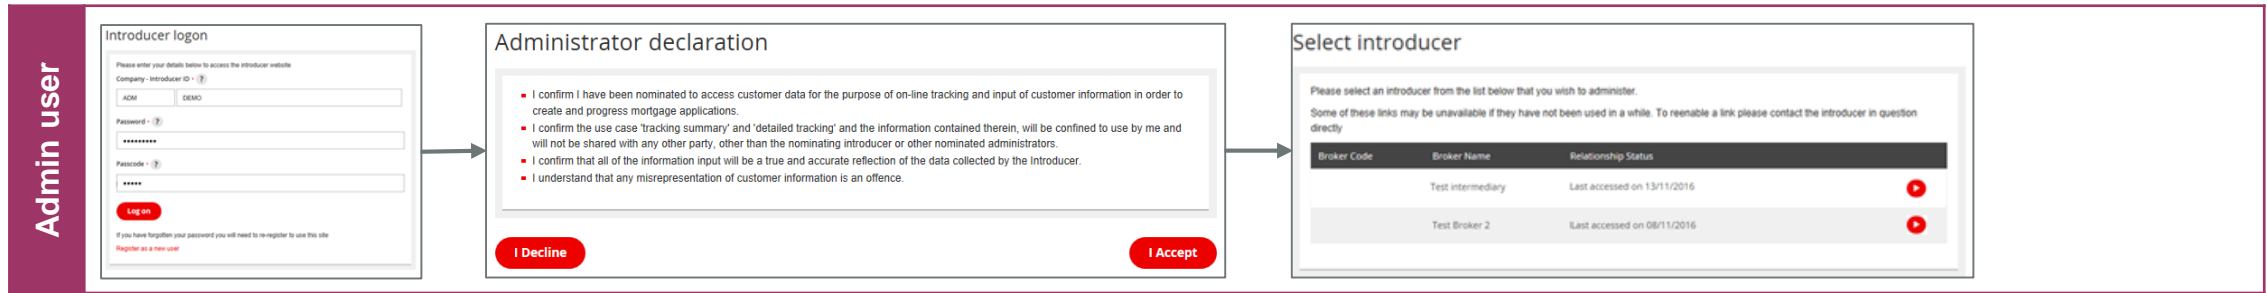 Admin user
Introducer logon
Please enter your details below to access the introducer website
Company - Introducer ID • ?
ADM DEMO
Password • ?
•••••••••
Passcode • ?
•••••
Log on
If you have forgotten your password you will need to re-register to use this site
Register as a new user
Administrator declaration
I confirm I have been nominated to access customer data for the purpose of on-line tracking and input of customer information in order to
create and progress mortgage applications.
I confirm the use case 'tracking summary' and 'detailed tracking' and the information contained therein, will be confined to use by me and
will not be shared with any other party, other than the nominating introducer or other nominated administrators.
I confirm that all of the information input will be a true and accurate reflection of the data collected by the Introducer.
I understand that any misrepresentation of customer information is an offence.
I Decline
I Accept
Select introducer
Please select an introducer from the list below that you wish to administer.
Some of these links may be unavailable if they have not been used in a while. To reenable a link please contact the introducer in question
directly
Broker Code Broker Name Relationship Status
Test intermediary Last accessed on 13/11/2016
Test Broker 2 lLast accessed on 08/11/2016